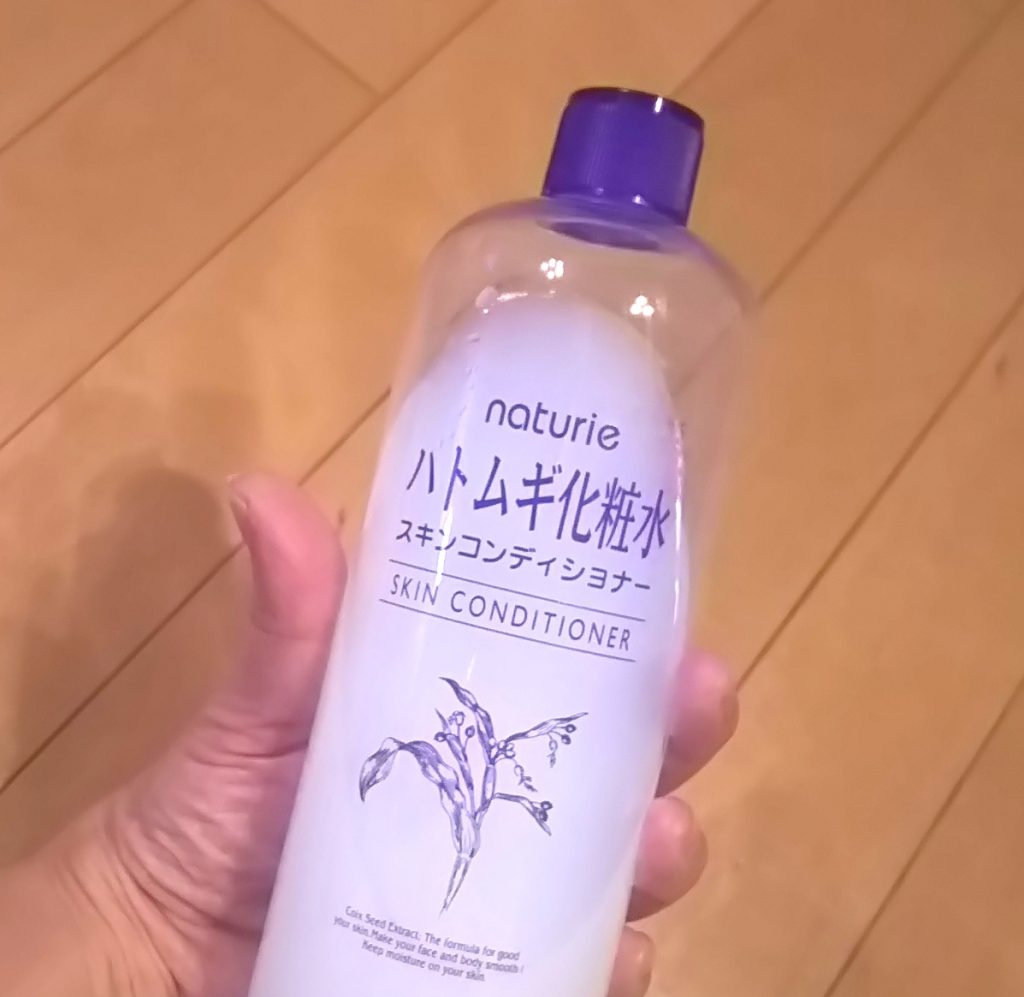 naturie
ハトムギ化粧水
スキンコンディショナー
SKIN CONDITIONER
Coix Seed Extract. The formula for good
your skin.Make your face and body smooth!
Keep moisture on your skin.